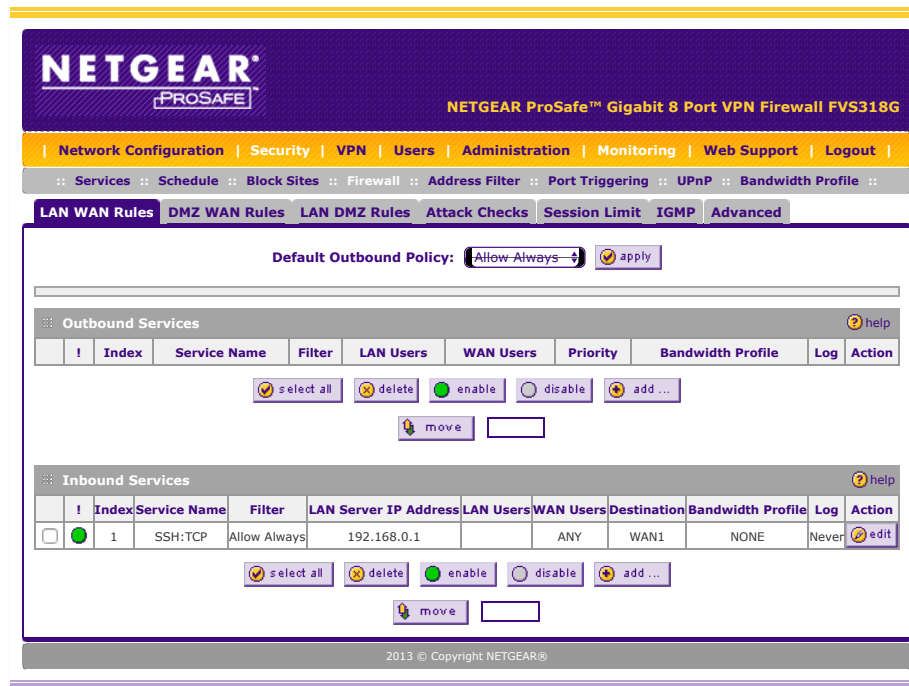 NETGEAR®
PROSAFE
NETGEAR ProSafe™ Gigabit 8 Port VPN Firewall FVS318G
| Network Configuration | Security | VPN | Users | Administration | Monitoring | Web Support | Logout |
:: Services :: Schedule :: Block Sites :: Firewall :: Address Filter :: Port Triggering :: UPnP :: Bandwidth Profile ::
LAN WAN Rules DMZ WAN Rules LAN DMZ Rules Attack Checks Session Limit IGMP Advanced
Default Outbound Policy: Allow Always apply
Outbound Services help
! Index Service Name Filter LAN Users WAN Users Priority Bandwidth Profile Log Action
select all delete enable disable add ...
move
Inbound Services help
! Index Service Name Filter LAN Server IP Address LAN Users WAN Users Destination Bandwidth Profile Log Action
1 SSH:TCP Allow Always 192.168.0.1 ANY WAN1 NONE Never edit
select all delete enable disable add ...
move
2013 © Copyright NETGEAR®